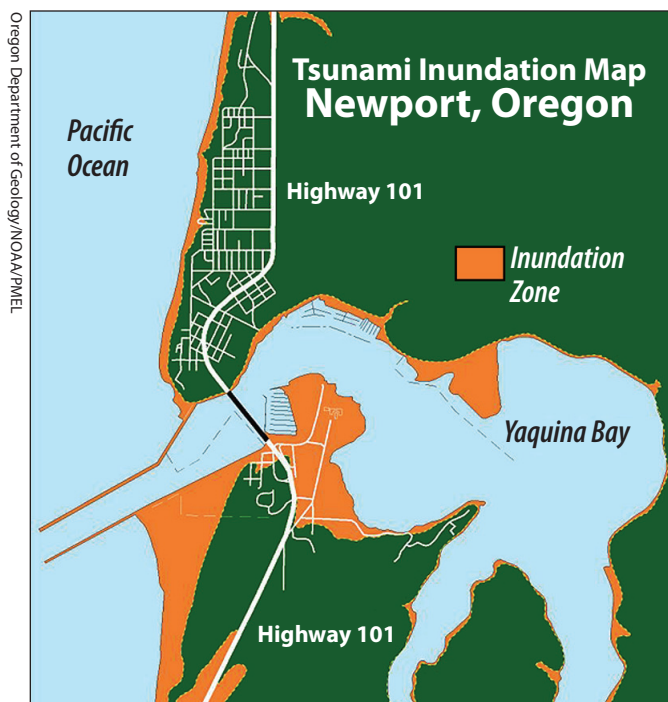 Tsunami Inundation Map
Newport, Oregon
Pacific
Ocean
Highway 101
Inundation
Zone
Yaquina Bay
Highway 101
Oregon Department of Geology/NOAA/PMEL